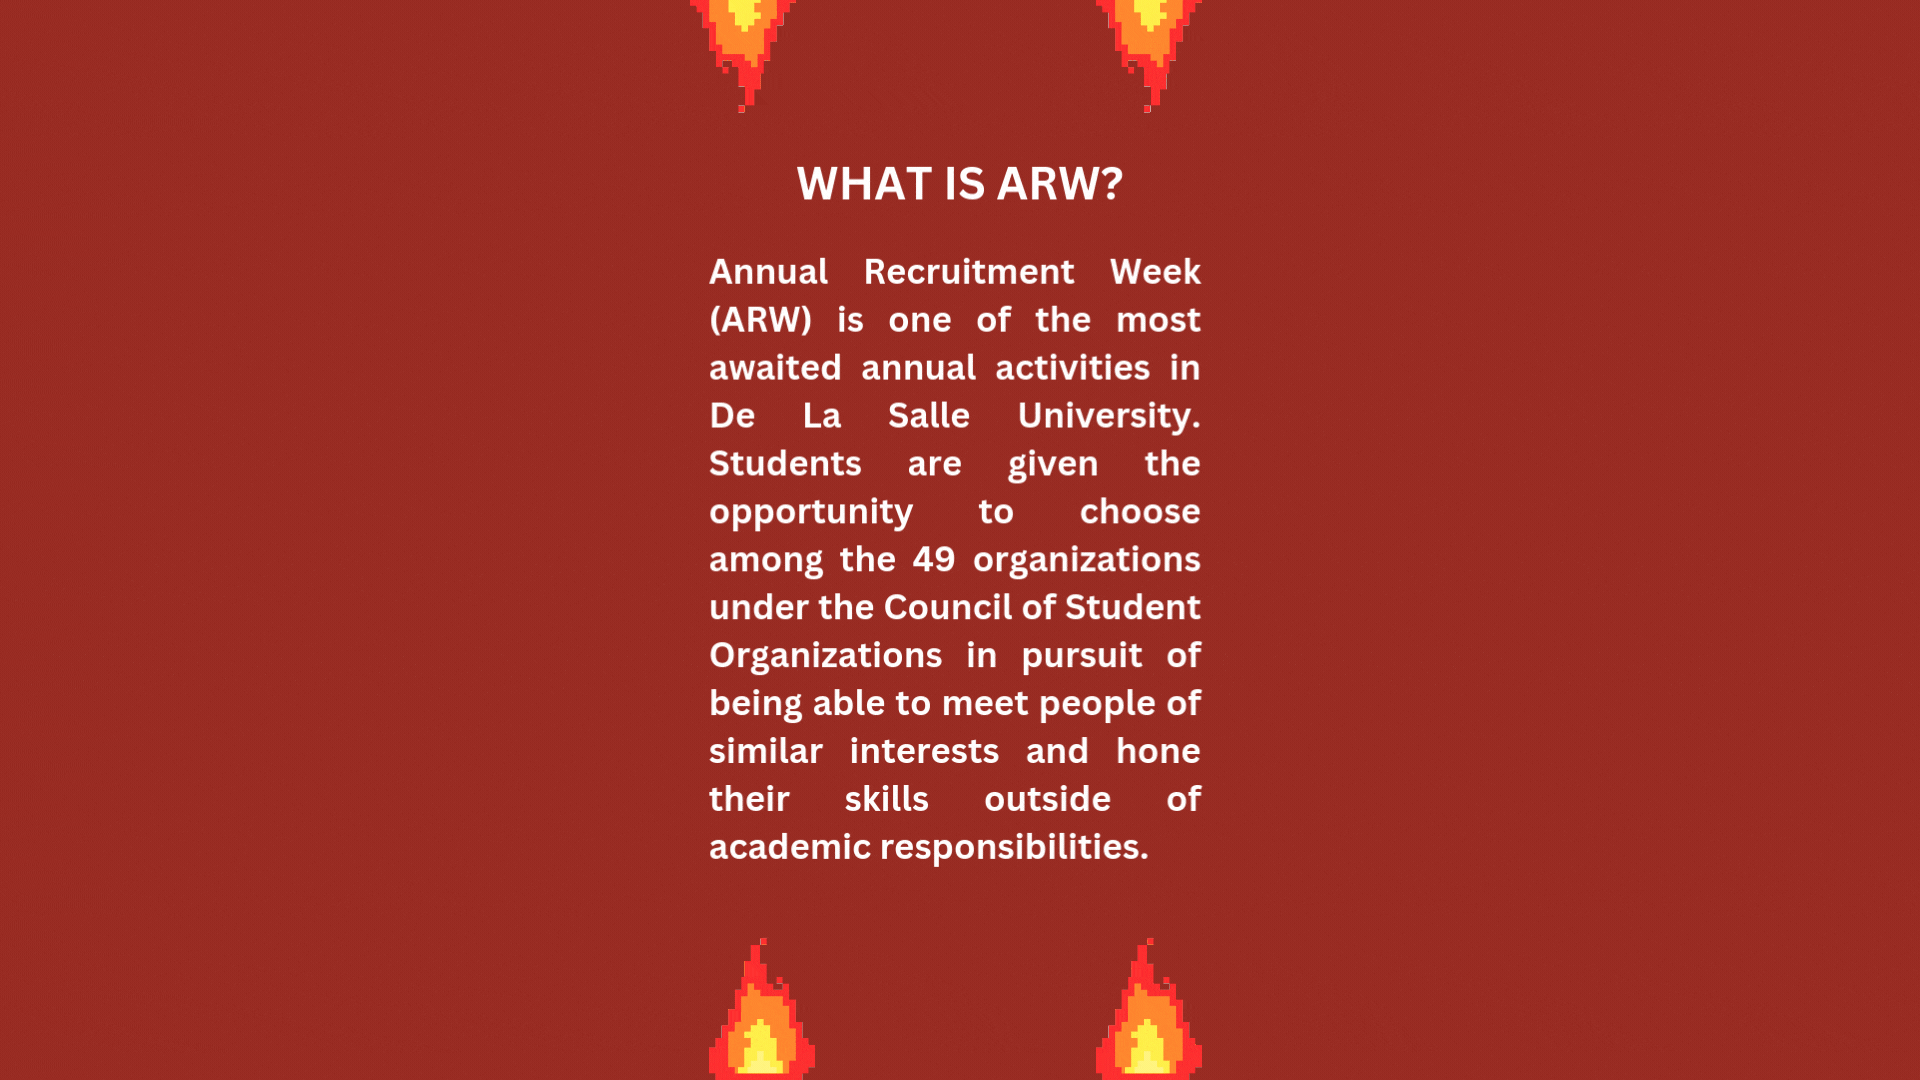 WHAT IS ARW?
Annual Recruitment Week
(ARW) is one of the most
awaited annual activities in
De La Salle University.
Students are given the
opportunity to choose
among the 49 organizations
under the Council of Student
Organizations in pursuit of
being able to meet people of
similar interests and hone
their skills outside of
academic responsibilities.